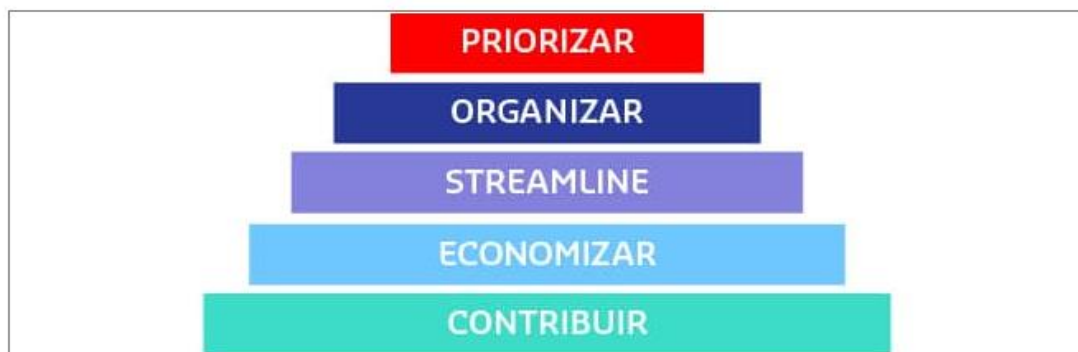 PRIORIZAR
ORGANIZAR
STREAMLINE
ECONOMIZAR
CONTRIBUIR